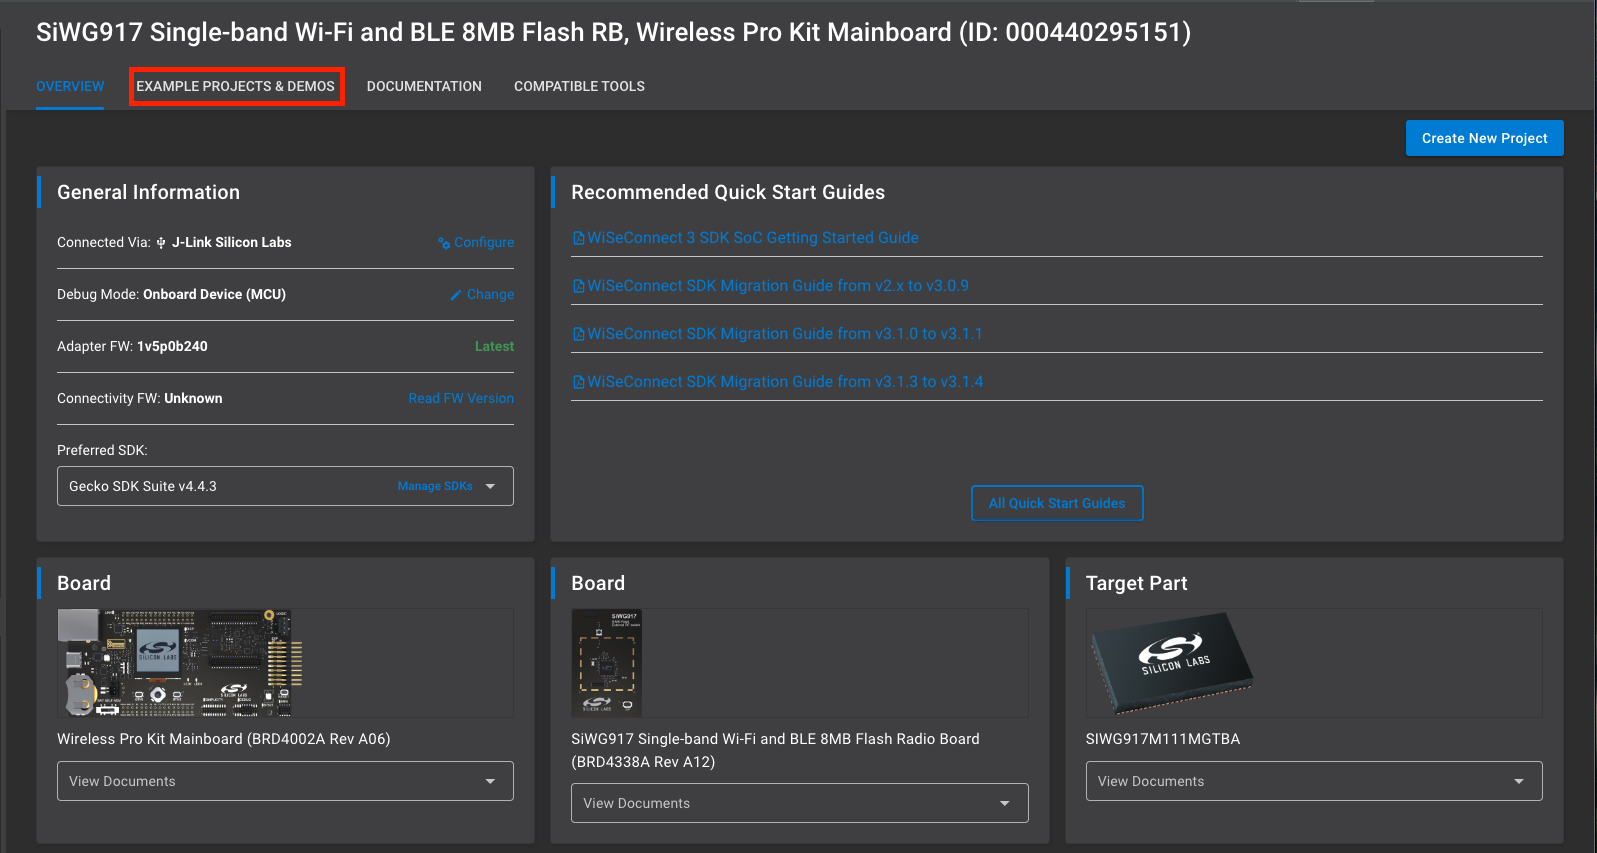 SiWG917 Single-band Wi-Fi and BLE 8MB Flash RB, Wireless Pro Kit Mainboard (ID: 000440295151)
OVERVIEW
EXAMPLE PROJECTS & DEMOS
DOCUMENTATION
COMPATIBLE TOOLS
Create New Project
General Information
Connected Via: J-Link Silicon Labs
Configure
Debug Mode: Onboard Device (MCU)
Change
Adapter FW: 1v5p0b240
Latest
Connectivity FW: Unknown
Read FW Version
Preferred SDK:
Gecko SDK Suite v4.4.3
Manage SDKs
Recommended Quick Start Guides
WiSeConnect 3 SDK SoC Getting Started Guide
WiSeConnect SDK Migration Guide from v2.x to v3.0.9
WiSeConnect SDK Migration Guide from v3.1.0 to v3.1.1
WiSeConnect SDK Migration Guide from v3.1.3 to v3.1.4
All Quick Start Guides
Board
SILICON LABS
SILICON LABS
Wireless Pro Kit Mainboard (BRD4002A Rev A06)
View Documents
Board
SiWG917
SILICON LABS
SiWG917 Single-band Wi-Fi and BLE 8MB Flash Radio Board
(BRD4338A Rev A12)
View Documents
Target Part
SILICON LABS
SIWG917M111MGTBA
View Documents